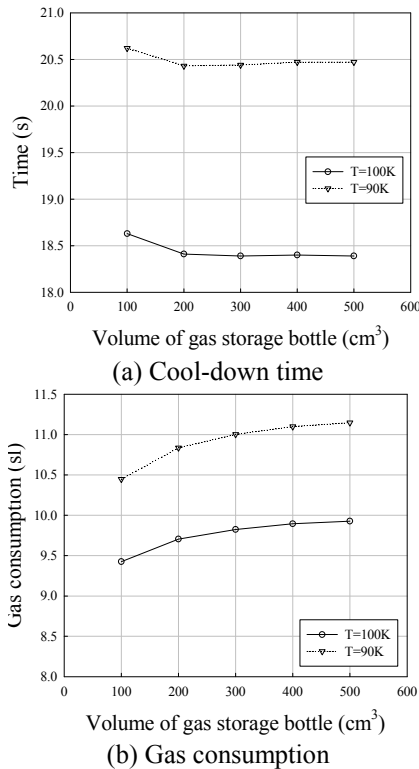 21.0
20.5
20.0
19.5
19.0
18.5
18.0
Time (s)
T=100K
T=90K
0 100 200 300 400 500 600
Volume of gas storage bottle (cm³)
(a) Cool-down time
11.5
11.0
10.5
10.0
9.5
9.0
8.5
8.0
Gas consumption (sl)
T=100K
T=90K
0 100 200 300 400 500 600
Volume of gas storage bottle (cm³)
(b) Gas consumption